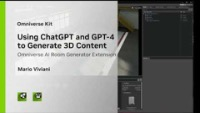 Omniverse Kit
Using ChatGPT and GPT-4
to Generate 3D Content
Omniverse AI Room Generator Extension
Mario Viviani